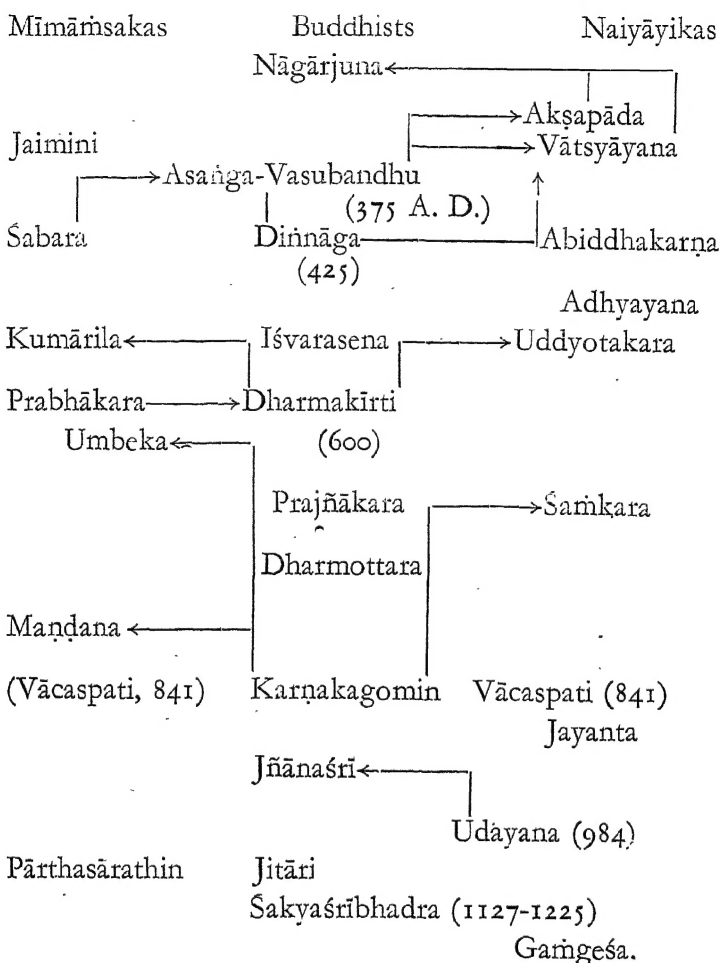 Mīmāṁsakas Buddhists Naiyāyikas
Nāgārjuna
Akṣapāda
Jaimini Vātsyāyana
Asaṅga-Vasubandhu
(375 A. D.)
Śabara Diṅnāga Abiddhakarṇa
(425)
Adhyayana
Kumārila Iśvarasena Uddyotakara
Prabhākara Dharmakīrti
Umbeka (600)
Prajñākara Śaṁkara
Dharmottara
Maṇḍana
(Vācaspati, 841) Karṇakagomin Vācaspati (841)
Jayanta
Jñānaśrī
Udayana (984)
Pārthasārathin Jitāri
Śakyaśrībhadra (1127-1225)
Gaṁgeśa.